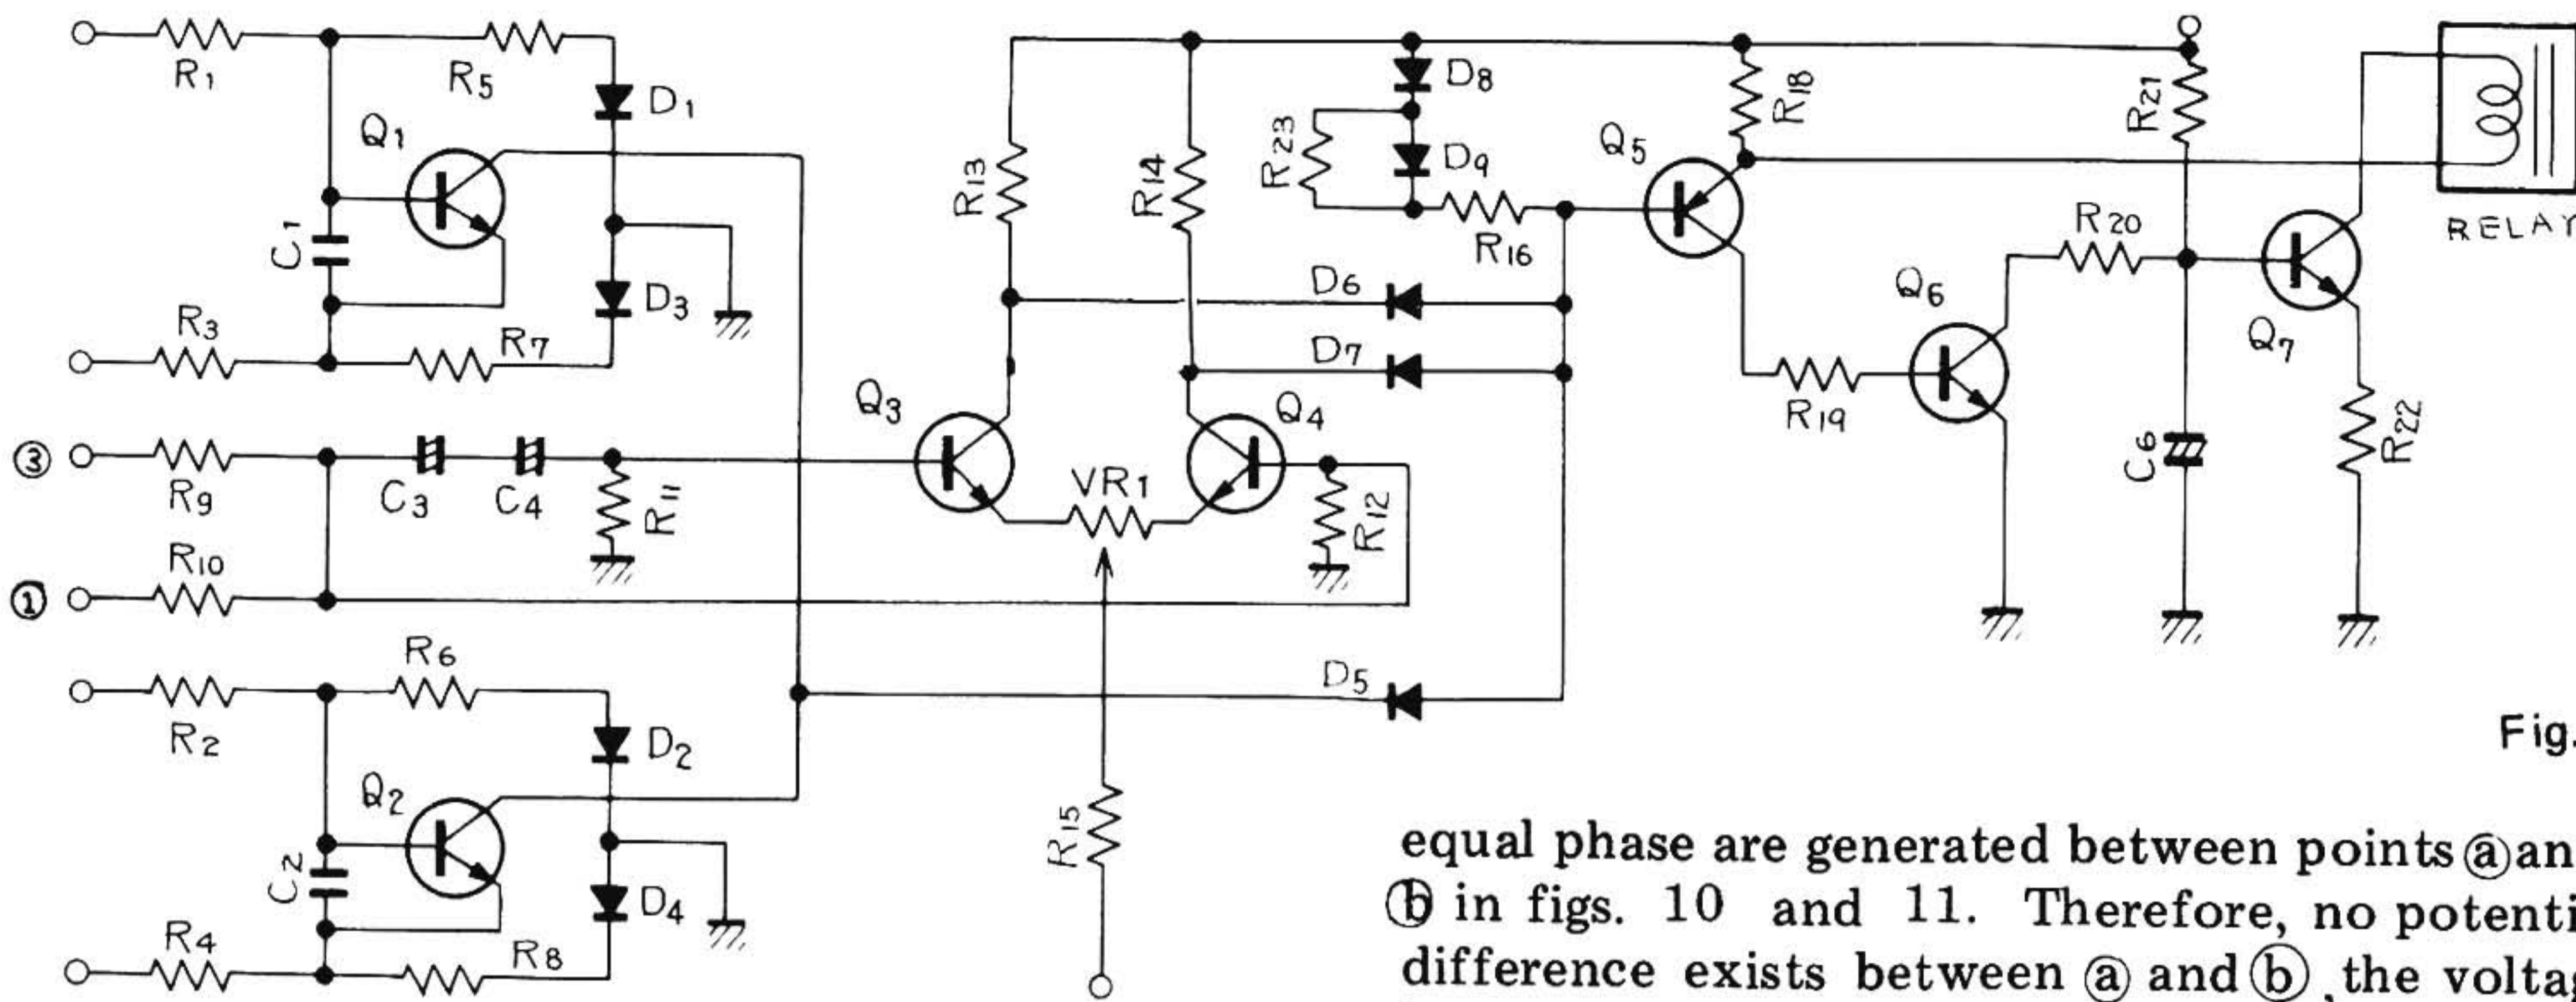 R1
R5
D1
Q1
C1
D3
R3
R7
③
R9
C3
C4
R11
R10
①
R6
R2
D2
Q2
C2
D4
R4
R8
D8
R23
D9
R13
R14
R16
Q5
R18
R21
RELAY
D6
D7
Q3
Q4
VR1
R12
R19
Q6
R20
C6
Q7
R22
D5
R15
Fig.
equal phase are generated between points ⓐ
ⓑ in figs. 10 and 11. Therefore, no
difference exists between ⓐ and ⓑ, the